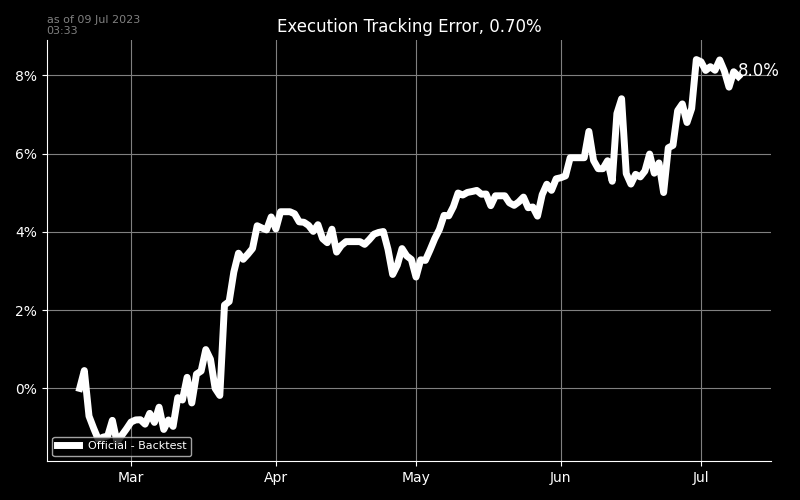 as of 09 Jul 2023
03:33
Execution Tracking Error, 0.70%
8%
6%
4%
2%
0%
8.0%
Official - Backtest
Mar
Apr
May
Jun
Jul